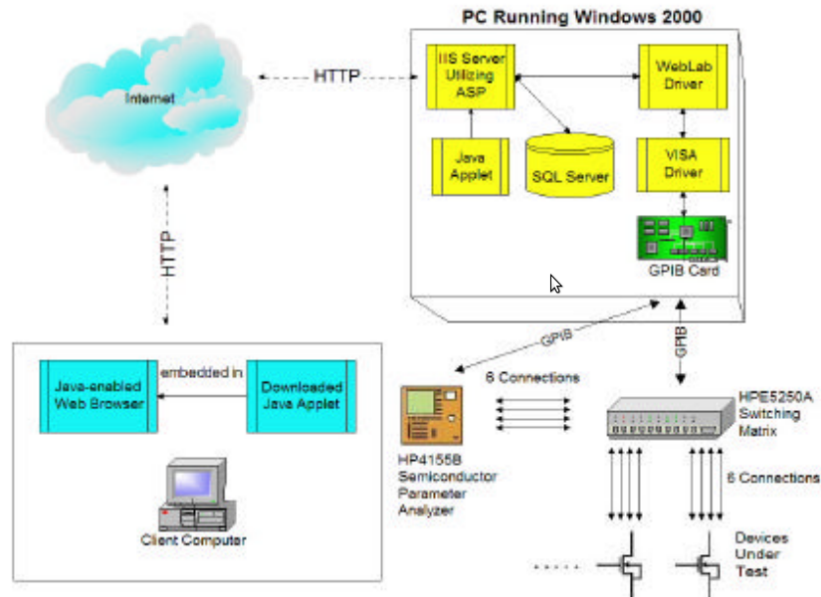 PC Running Windows 2000
Internet
HTTP
IIS Server
Utilizing
ASP
WebLab
Driver
Java
Applet
SQL Server
VISA
Driver
GPIB Card
HTTP
GPIB
GPIB
Java-enabled
Web Browser
embedded in
Downloaded
Java Applet
Client Computer
6 Connections
HP4155B
Semiconductor
Parameter
Analyzer
HPE5250A
Switching
Matrix
6 Connections
Devices
Under
Test